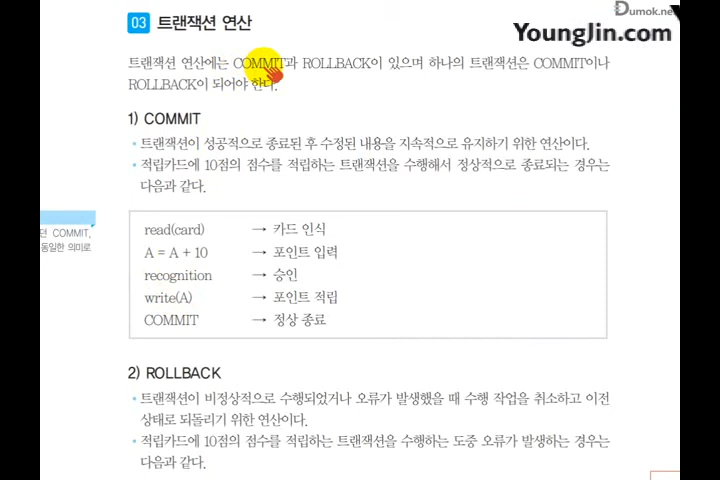 Dumok.ne
YoungJin.com
03 트랜잭션 연산
트랜잭션 연산에는 COMMIT과 ROLLBACK이 있으며 하나의 트랜잭션은 COMMIT이나
ROLLBACK이 되어야 한다.
1) COMMIT
• 트랜잭션이 성공적으로 종료된 후 수정된 내용을 지속적으로 유지하기 위한 연산이다.
• 적립카드에 10점의 점수를 적립하는 트랜잭션을 수행해서 정상적으로 종료되는 경우는
다음과 같다.
COMMIT,
동일한 의미로
read(card) → 카드 인식
A = A + 10 → 포인트 입력
recognition → 승인
write(A) → 포인트 적립
COMMIT → 정상 종료
2) ROLLBACK
• 트랜잭션이 비정상적으로 수행되었거나 오류가 발생했을 때 수행 작업을 취소하고 이전
상태로 되돌리기 위한 연산이다.
• 적립카드에 10점의 점수를 적립하는 트랜잭션을 수행하는 도중 오류가 발생하는 경우는
다음과 같다.